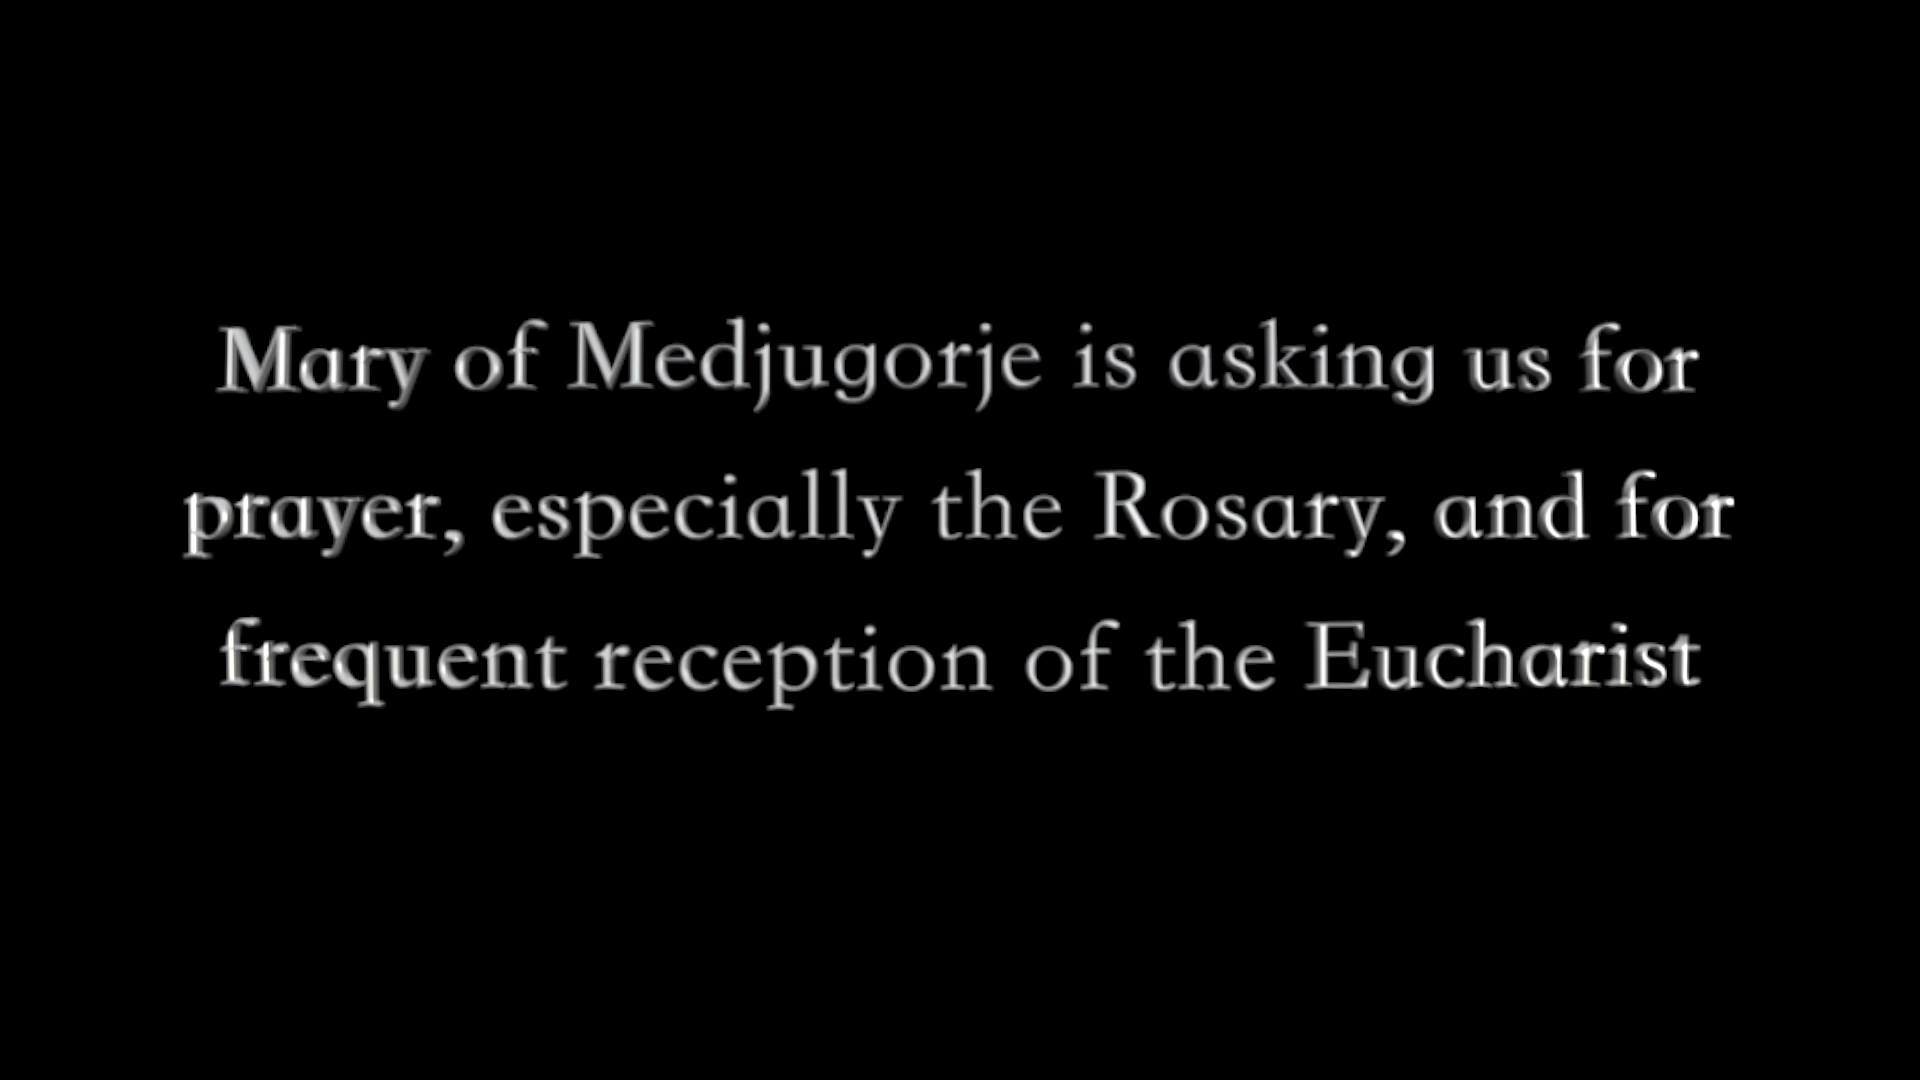 Mary of Medjugorje is asking us for
prayer, especially the Rosary, and for
frequent reception of the Eucharist